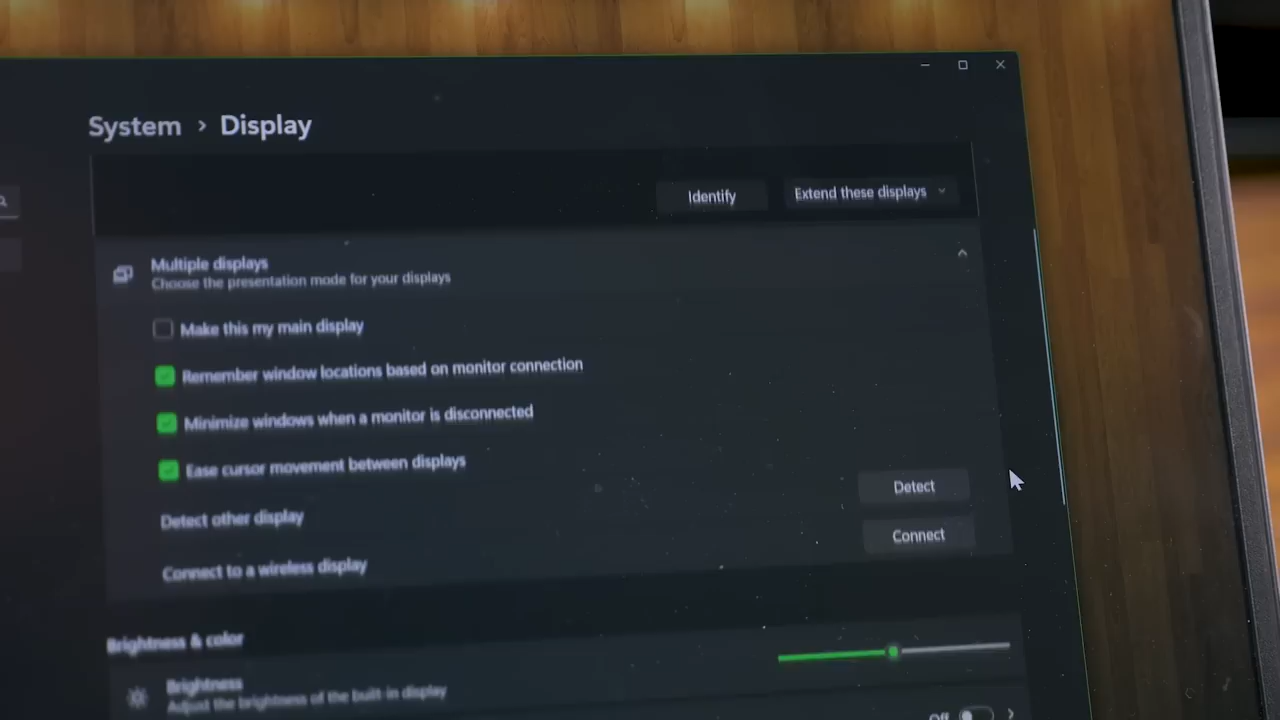 System > Display
Identify
Extend these displays
Multiple displays
Choose the presentation mode for your displays
Make this my main display
Remember window locations based on monitor connection
Minimize windows when a monitor is disconnected
Ease cursor movement between displays
Detect other display
Detect
Connect to a wireless display
Connect
Brightness & color
Brightness
Adjust the brightness of the built in display
Off